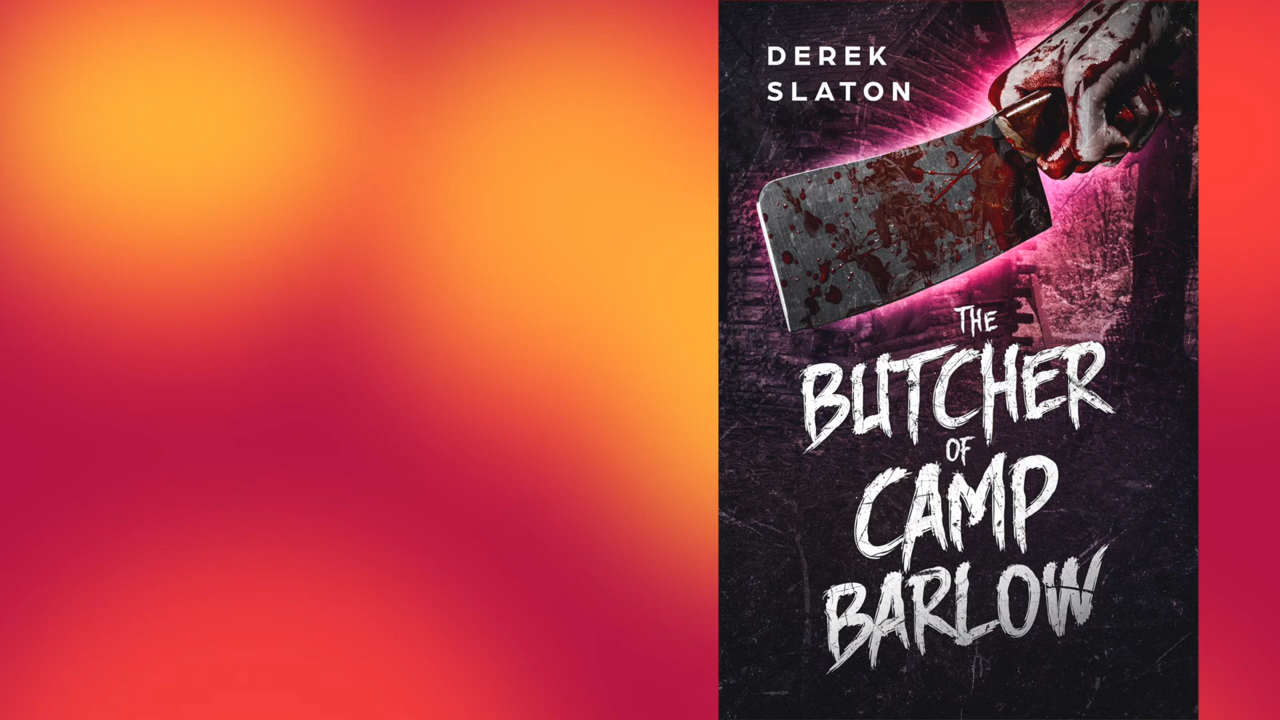 DEREK
SLATON
THE
BUTCHER
OF
CAMP
BARLOW